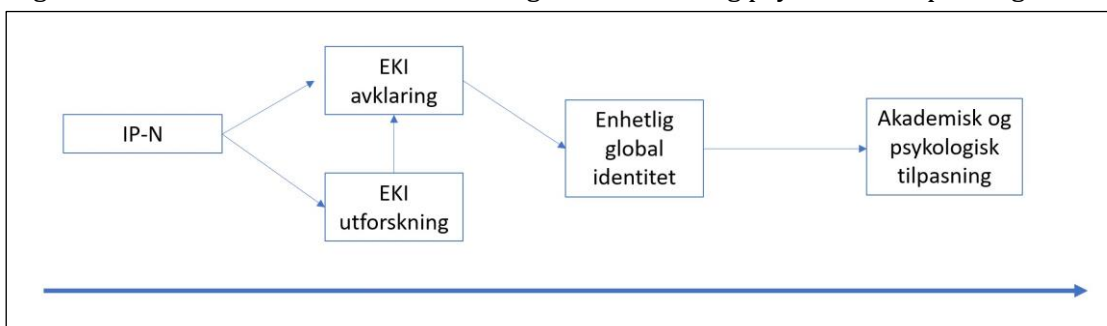 IP-N
EKI
avklaring
EKI
utforskning
Enhetlig
global
identitet
Akademisk og
psykologisk
tilpasning